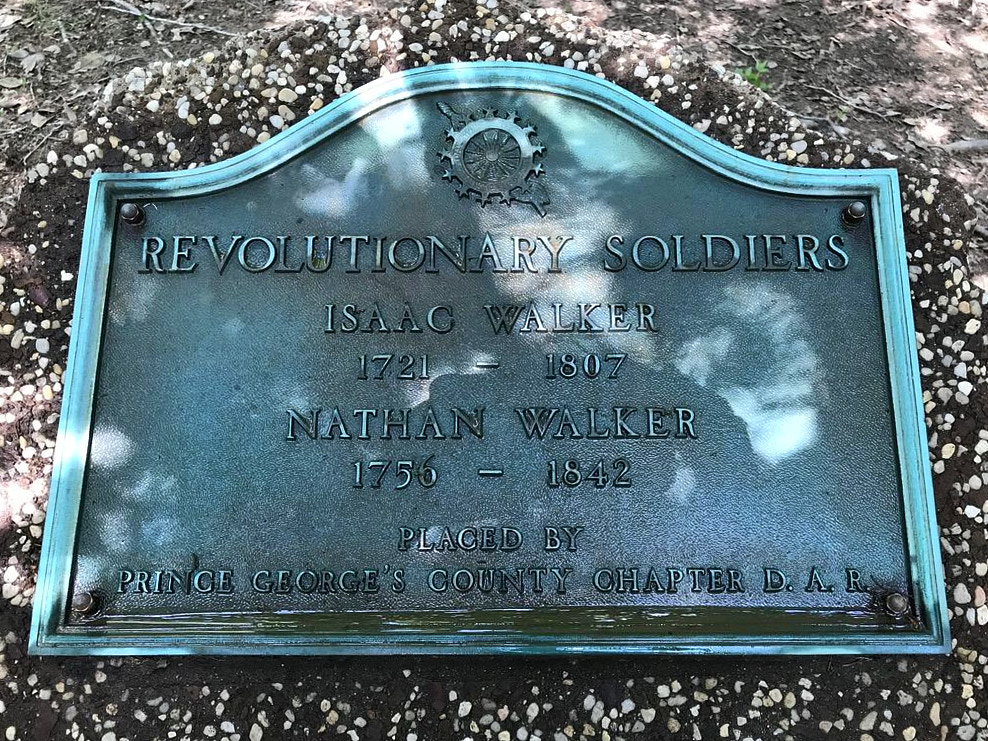 REVOLUTIONARY SOLDIERS
ISAAC WALKER
1721 – 1807
NATHAN WALKER
1756 – 1842
PLACED BY
PRINCE GEORGE'S COUNTY CHAPTER D. A. R.